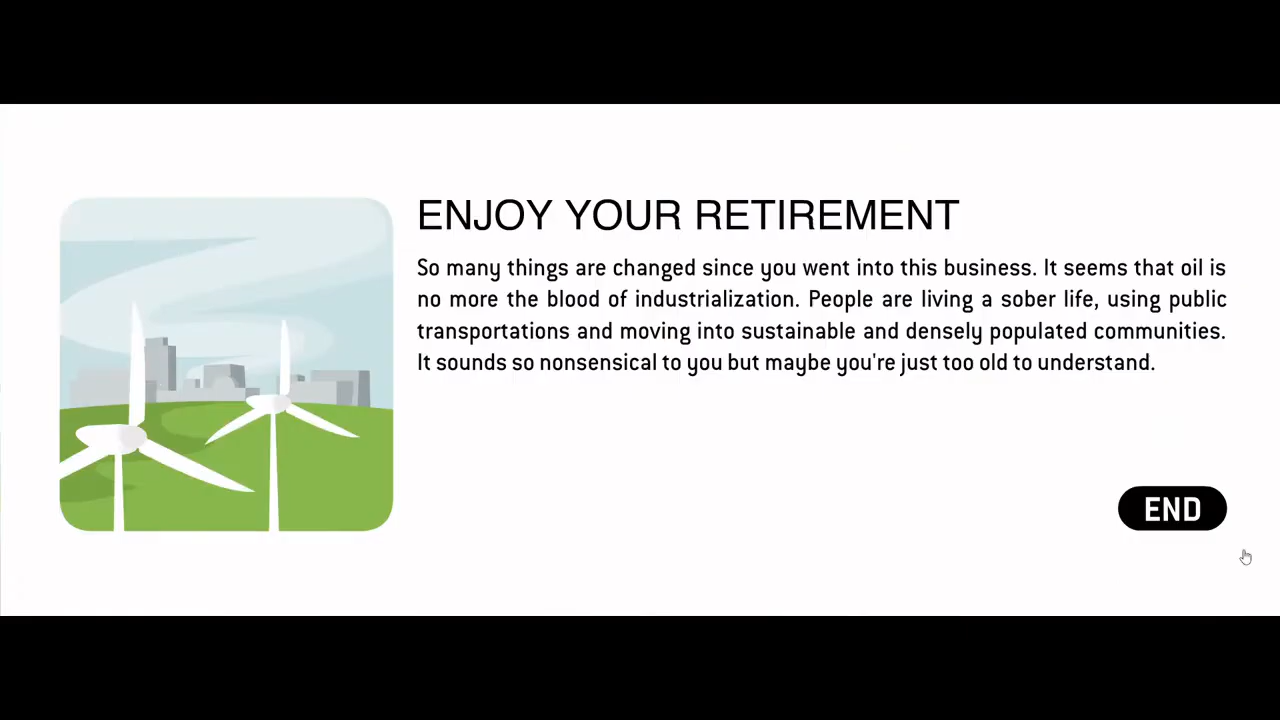 ENJOY YOUR RETIREMENT
So many things are changed since you went into this business. It seems that oil is
no more the blood of industrialization. People are living a sober life, using public
transportations and moving into sustainable and densely populated communities.
It sounds so nonsensical to you but maybe you're just too old to understand.
END